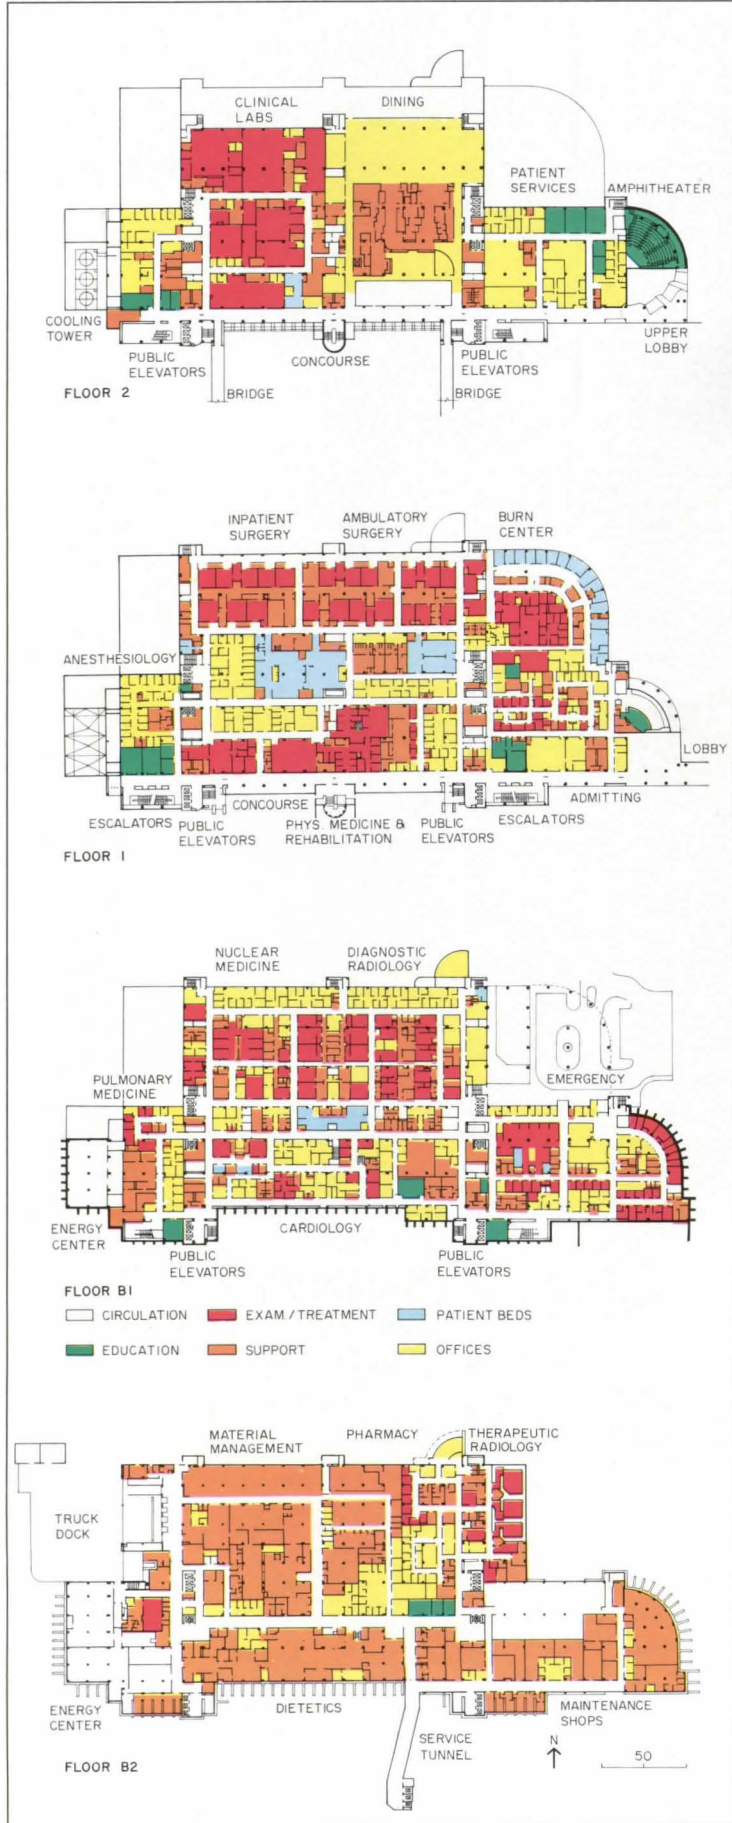 CLINICAL
LABS
DINING
PATIENT
SERVICES
AMPHITHEATER
COOLING
TOWER
PUBLIC
ELEVATORS
CONCOURSE
PUBLIC
ELEVATORS
UPPER
LOBBY
FLOOR 2
BRIDGE
BRIDGE
INPATIENT
SURGERY
AMBULATORY
SURGERY
BURN
CENTER
ANESTHESIOLOGY
LOBBY
ESCALATORS
PUBLIC
ELEVATORS
CONCOURSE
PHYS. MEDICINE &
REHABILITATION
PUBLIC
ELEVATORS
ESCALATORS
ADMITTING
FLOOR 1
NUCLEAR
MEDICINE
DIAGNOSTIC
RADIOLOGY
PULMONARY
MEDICINE
EMERGENCY
ENERGY
CENTER
PUBLIC
ELEVATORS
CARDIOLOGY
PUBLIC
ELEVATORS
FLOOR B1
CIRCULATION
EXAM./TREATMENT
PATIENT BEDS
EDUCATION
SUPPORT
OFFICES
MATERIAL
MANAGEMENT
PHARMACY
THERAPEUTIC
RADIOLOGY
TRUCK
DOCK
ENERGY
CENTER
DIETETICS
SERVICE
TUNNEL
MAINTENANCE
SHOPS
N
50
FLOOR B2